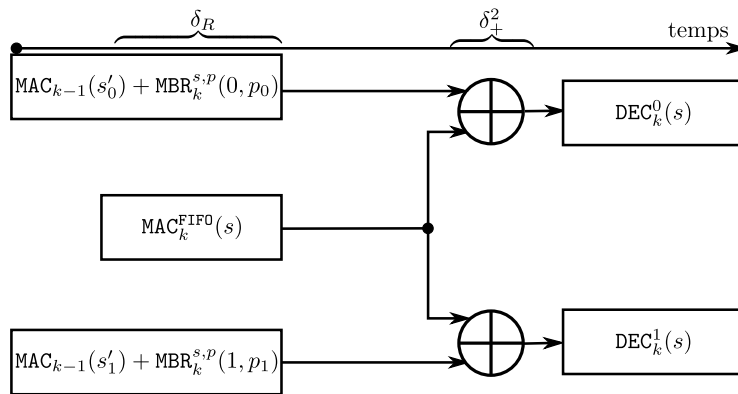 δ_R δ_+^2
temps
MAC_{k−1}(s′_0) + MBR_k^{s,p}(0, p_0)
DEC_k^0(s)
MAC_k^{FIFO}(s)
MAC_{k−1}(s′_1) + MBR_k^{s,p}(1, p_1)
DEC_k^1(s)